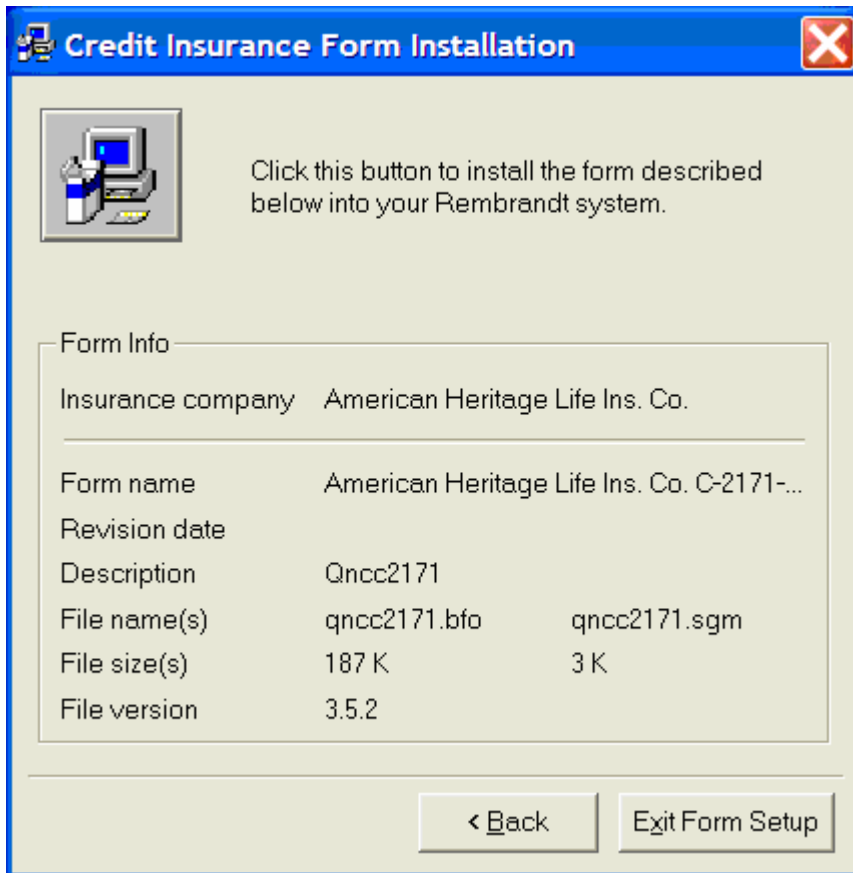 Credit Insurance Form Installation
Click this button to install the form described
below into your Rembrandt system.
Form Info
Insurance company American Heritage Life Ins. Co.
Form name American Heritage Life Ins. Co. C-2171-...
Revision date
Description Qncc2171
File name(s) qncc2171.bfo qncc2171.sgm
File size(s) 187 K 3 K
File version 3.5.2
< Back Exit Form Setup